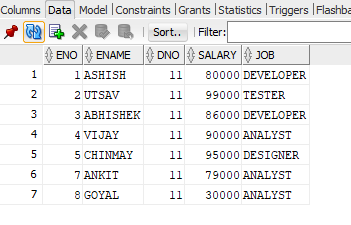 Columns Data Model Constraints Grants Statistics Triggers Flashba
Sort.. Filter:
ENO ENAME DNO SALARY JOB
1 1 ASHISH 11 80000 DEVELOPER
2 2 UTSAV 11 99000 TESTER
3 3 ABHISHEK 11 86000 DEVELOPER
4 4 VIJAY 11 90000 ANALYST
5 5 CHINMAY 11 95000 DESIGNER
6 7 ANKIT 11 79000 ANALYST
7 8 GOYAL 11 30000 ANALYST